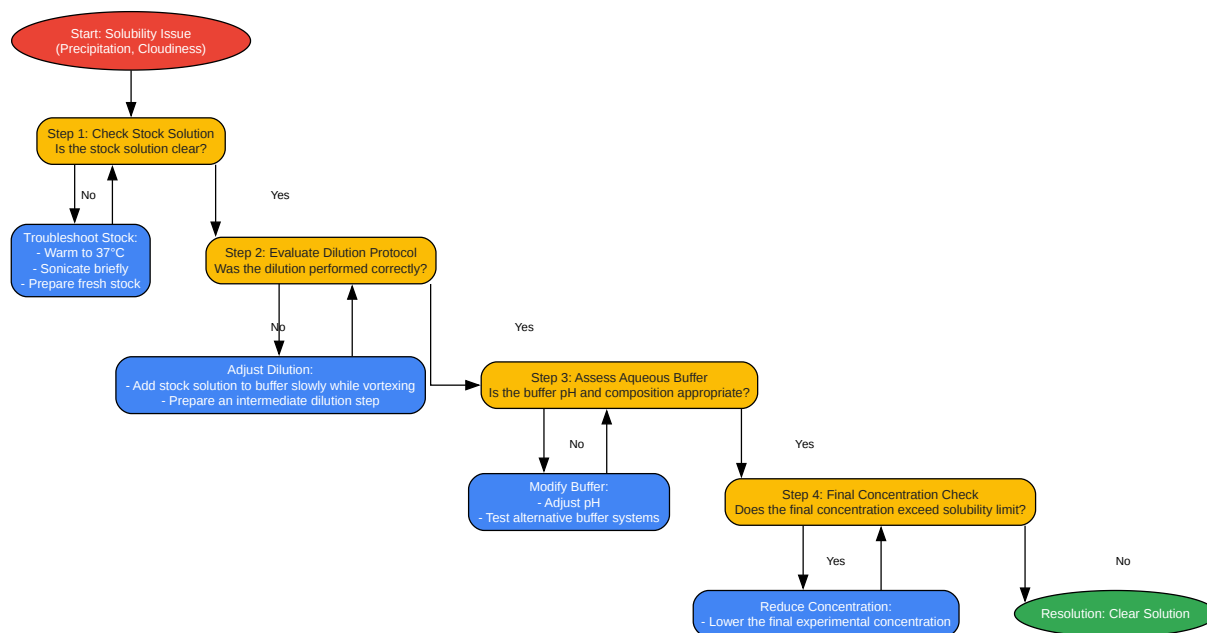 Start: Solubility Issue
(Precipitation, Cloudiness)
Step 1: Check Stock Solution
Is the stock solution clear?
No
Yes
Troubleshoot Stock:
- Warm to 37°C
- Sonicate briefly
- Prepare fresh stock
Step 2: Evaluate Dilution Protocol
Was the dilution performed correctly?
No
Yes
Adjust Dilution:
- Add stock solution to buffer slowly while vortexing
- Prepare an intermediate dilution step
Step 3: Assess Aqueous Buffer
Is the buffer pH and composition appropriate?
No
Yes
Modify Buffer:
- Adjust pH
- Test alternative buffer systems
Step 4: Final Concentration Check
Does the final concentration exceed solubility limit?
Yes
No
Reduce Concentration:
- Lower the final experimental concentration
Resolution: Clear Solution